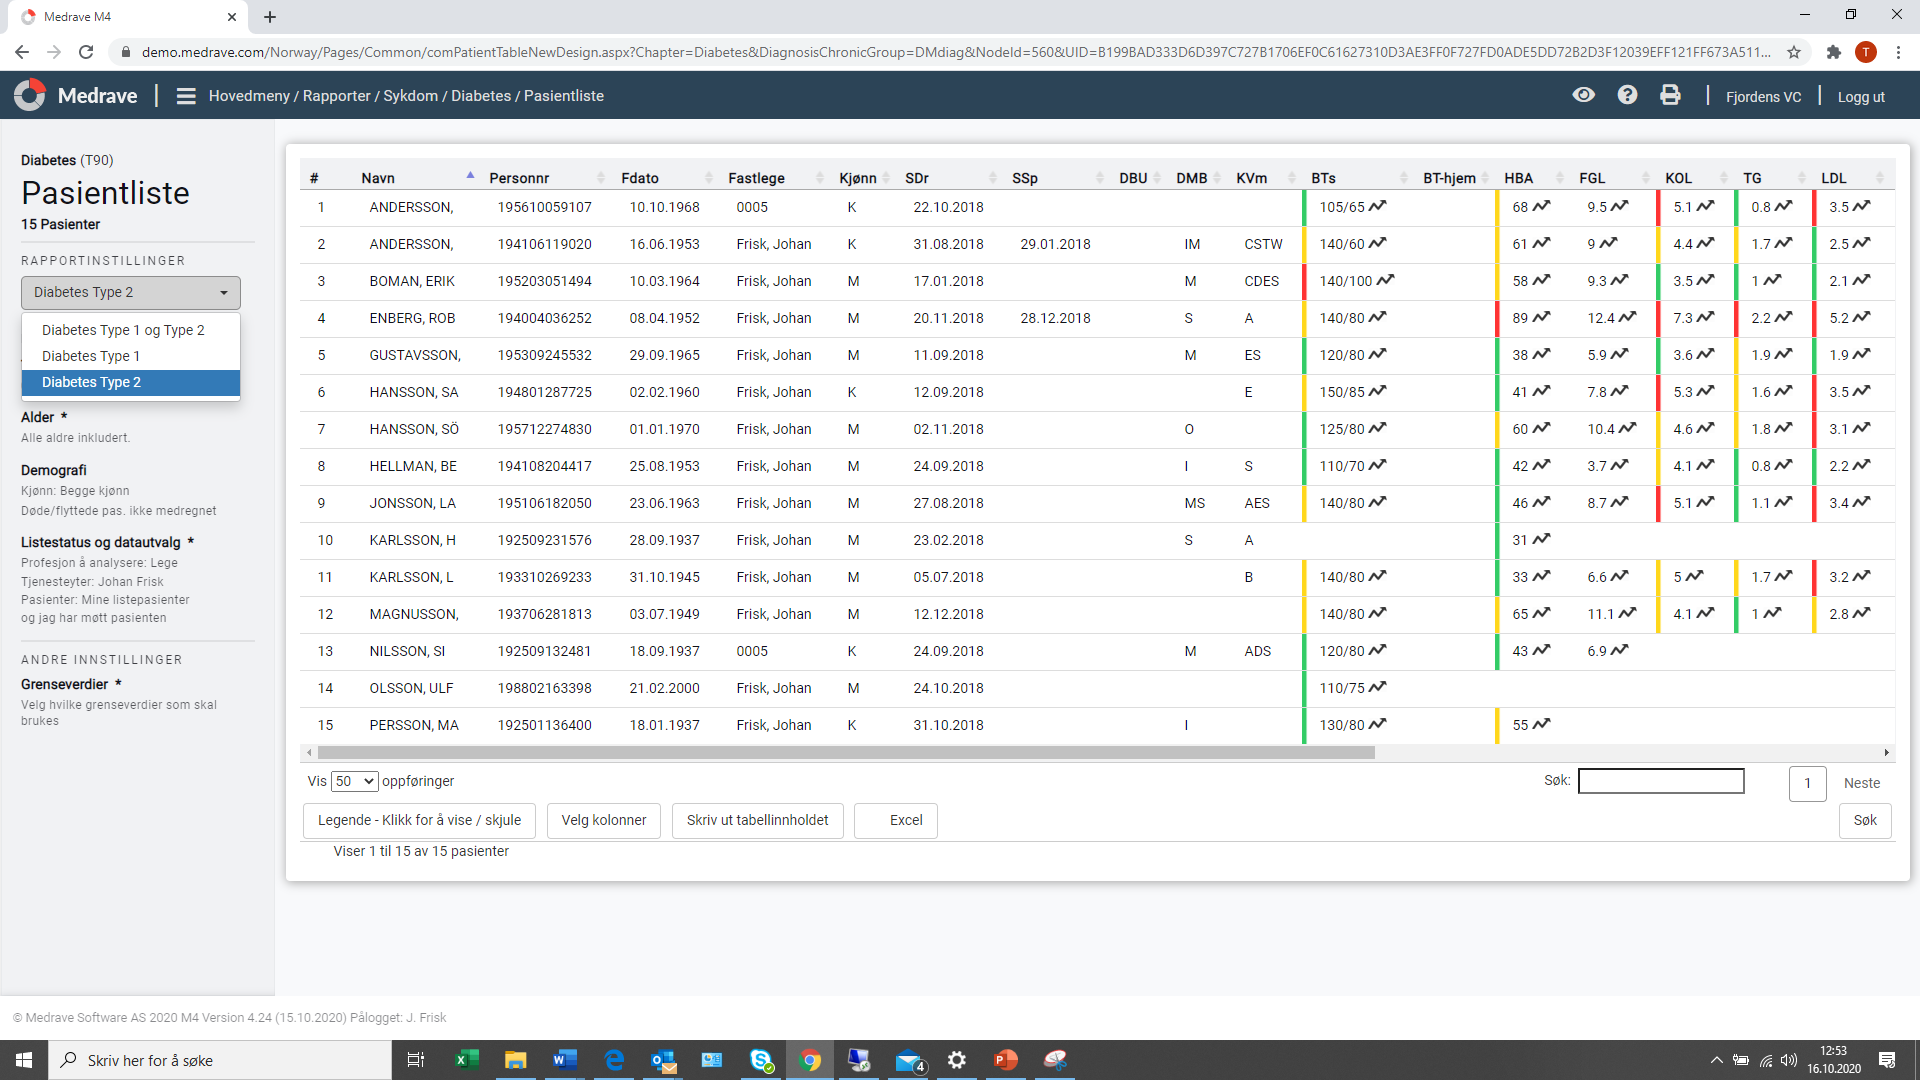 Medrave M4
demo.medrave.com/Norway/Pages/Common/comPatientTableNewDesign.aspx?Chapter=Diabetes&DiagnosisChronicGroup=DMdiag&NodeId=560&UID=B199BAD333D6D397C727B1706EF0C61627310D3AE3FF0F727FD0ADE5DD72B2D3F12039EFF121FF673A511...
T
Medrave | Hovedmeny / Rapporter / Sykdom / Diabetes / Pasientliste
Fjordens VC | Logg ut
Diabetes (T90)
Pasientliste
15 Pasienter
RAPPORTINSTILLINGER
Diabetes Type 2
Diabetes Type 1 og Type 2
Diabetes Type 1
Diabetes Type 2
Alder *
Alle aldre inkludert.
Demografi
Kjønn: Begge kjønn
Døde/flyttede pas. ikke medregnet
Listestatus og datautvalg *
Profesjon å analysere: Lege
Tjenesteyter: Johan Frisk
Pasienter: Mine listepasienter
og jag har møtt pasienten
ANDRE INNSTILLINGER
Grenseverdier *
Velg hvilke grenseverdier som skal
brukes
# Navn Personnr Fdato Fastlege Kjønn SDr SSp DBU DMB KVm BTs BT-hjem HBA FGL KOL TG LDL
1 ANDERSSON, 195610059107 10.10.1968 0005 K 22.10.2018 105/65 68 9.5 5.1 0.8 3.5
2 ANDERSSON, 194106119020 16.06.1953 Frisk, Johan K 31.08.2018 29.01.2018 IM CSTW 140/60 61 9 4.4 1.7 2.5
3 BOMAN, ERIK 195203051494 10.03.1964 Frisk, Johan M 17.01.2018 M CDES 140/100 58 9.3 3.5 1 2.1
4 ENBERG, ROB 194004036252 08.04.1952 Frisk, Johan M 20.11.2018 28.12.2018 S A 140/80 89 12.4 7.3 2.2 5.2
5 GUSTAVSSON, 195309245532 29.09.1965 Frisk, Johan M 11.09.2018 M ES 120/80 38 5.9 3.6 1.9 1.9
6 HANSSON, SA 194801287725 02.02.1960 Frisk, Johan K 12.09.2018 E 150/85 41 7.8 5.3 1.6 3.5
7 HANSSON, SÖ 195712274830 01.01.1970 Frisk, Johan M 02.11.2018 O 125/80 60 10.4 4.6 1.8 3.1
8 HELLMAN, BE 194108204417 25.08.1953 Frisk, Johan M 24.09.2018 I S 110/70 42 3.7 4.1 0.8 2.2
9 JONSSON, LA 195106182050 23.06.1963 Frisk, Johan M 27.08.2018 MS AES 140/80 46 8.7 5.1 1.1 3.4
10 KARLSSON, H 192509231576 28.09.1937 Frisk, Johan M 23.02.2018 S A 31
11 KARLSSON, L 193310269233 31.10.1945 Frisk, Johan M 05.07.2018 B 140/80 33 6.6 5 1.7 3.2
12 MAGNUSSON, 193706281813 03.07.1949 Frisk, Johan M 12.12.2018 140/80 65 11.1 4.1 1 2.8
13 NILSSON, SI 192509132481 18.09.1937 0005 K 24.09.2018 M ADS 120/80 43 6.9
14 OLSSON, ULF 198802163398 21.02.2000 Frisk, Johan M 24.10.2018 110/75
15 PERSSON, MA 192501136400 18.01.1937 Frisk, Johan K 31.10.2018 I 130/80 55
Vis 50 oppføringer
Søk:
1 Neste
Legende - Klikk for å vise / skjule Velg kolonner Skriv ut tabellinnholdet Excel
Søk
Viser 1 til 15 av 15 pasienter
© Medrave Software AS 2020 M4 Version 4.24 (15.10.2020) Pålogget: J. Frisk
Skriv her for å søke
4
12:53
16.10.2020